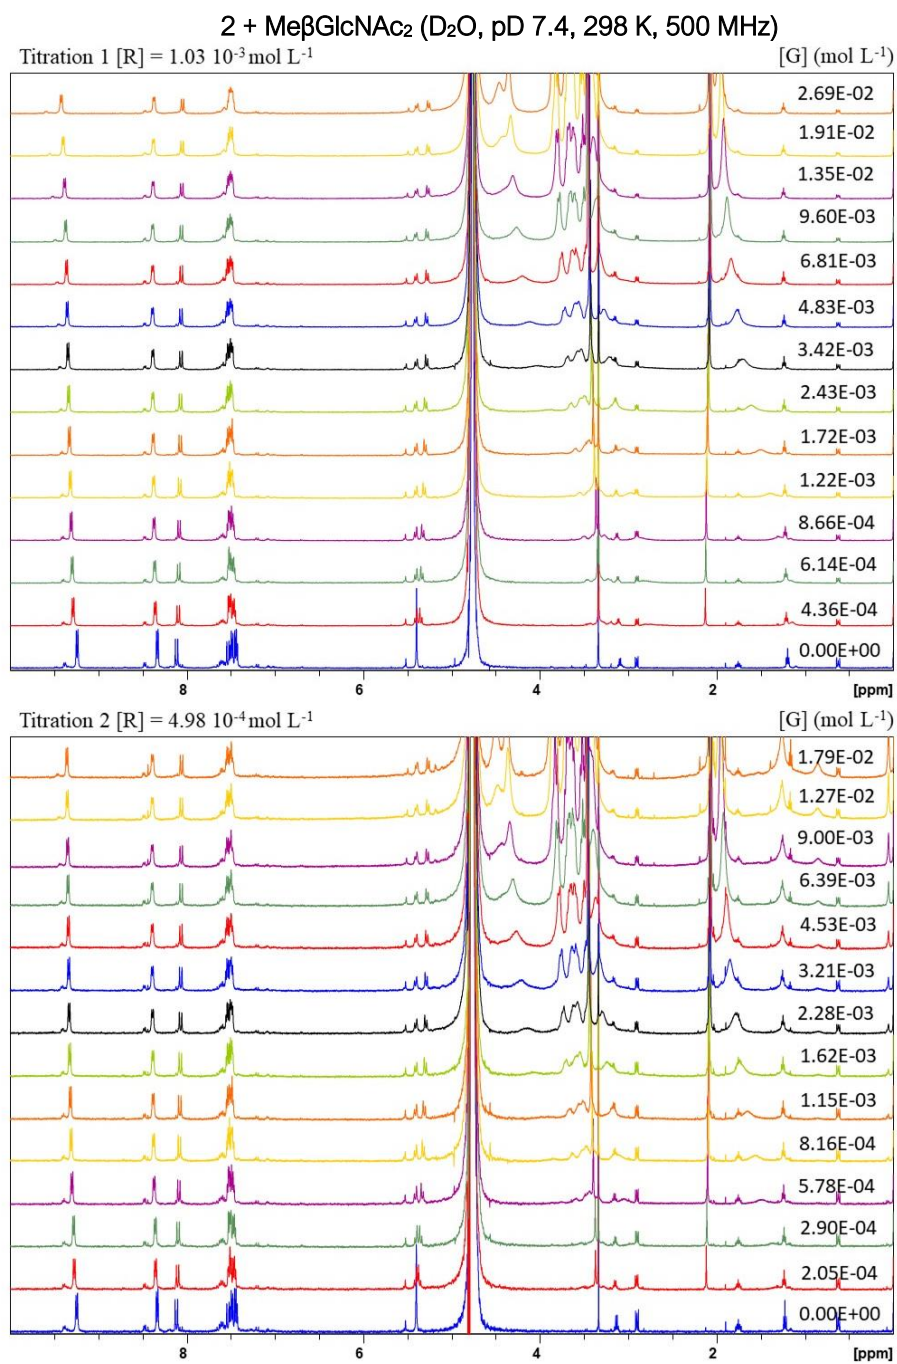 2 + MeβGlcNAc₂ (D₂O, pD 7.4, 298 K, 500 MHz)
Titration 1 [R] = 1.03 10⁻³ mol L⁻¹ [G] (mol L⁻¹)
2.69E-02
1.91E-02
1.35E-02
9.60E-03
6.81E-03
4.83E-03
3.42E-03
2.43E-03
1.72E-03
1.22E-03
8.66E-04
6.14E-04
4.36E-04
0.00E+00
8 6 4 2 [ppm]
Titration 2 [R] = 4.98 10⁻⁴ mol L⁻¹ [G] (mol L⁻¹)
1.79E-02
1.27E-02
9.00E-03
6.39E-03
4.53E-03
3.21E-03
2.28E-03
1.62E-03
1.15E-03
8.16E-04
5.78E-04
2.90E-04
2.05E-04
0.00E+00
8 6 4 2 [ppm]